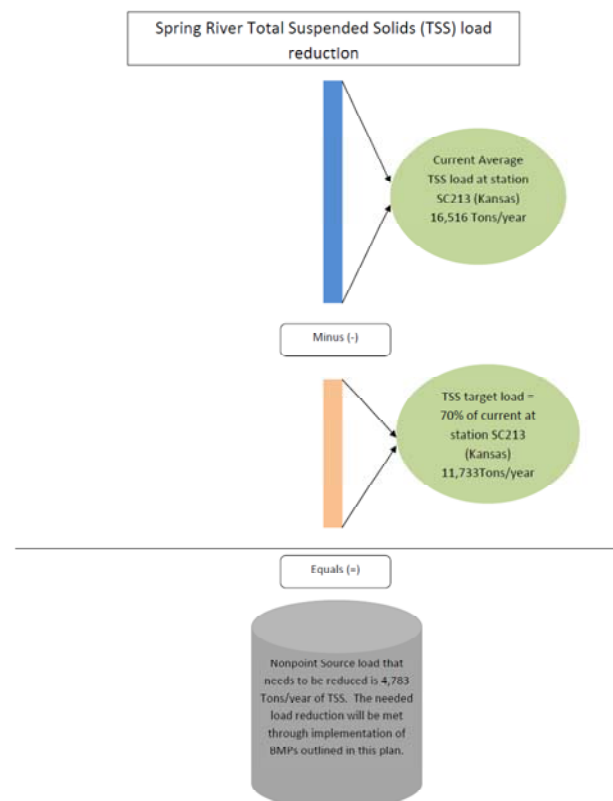 Spring River Total Suspended Solids (TSS) load
reduction
Current Average
TSS load at station
SC213 (Kansas)
16,516 Tons/year
Minus (-)
TSS target load =
70% of current at
station SC213
(Kansas)
11,733Tons/year
Equals (=)
Nonpoint Source load that
needs to be reduced is 4,783
Tons/year of TSS. The needed
load reduction will be met
through implementation of
BMPs outlined in this plan.